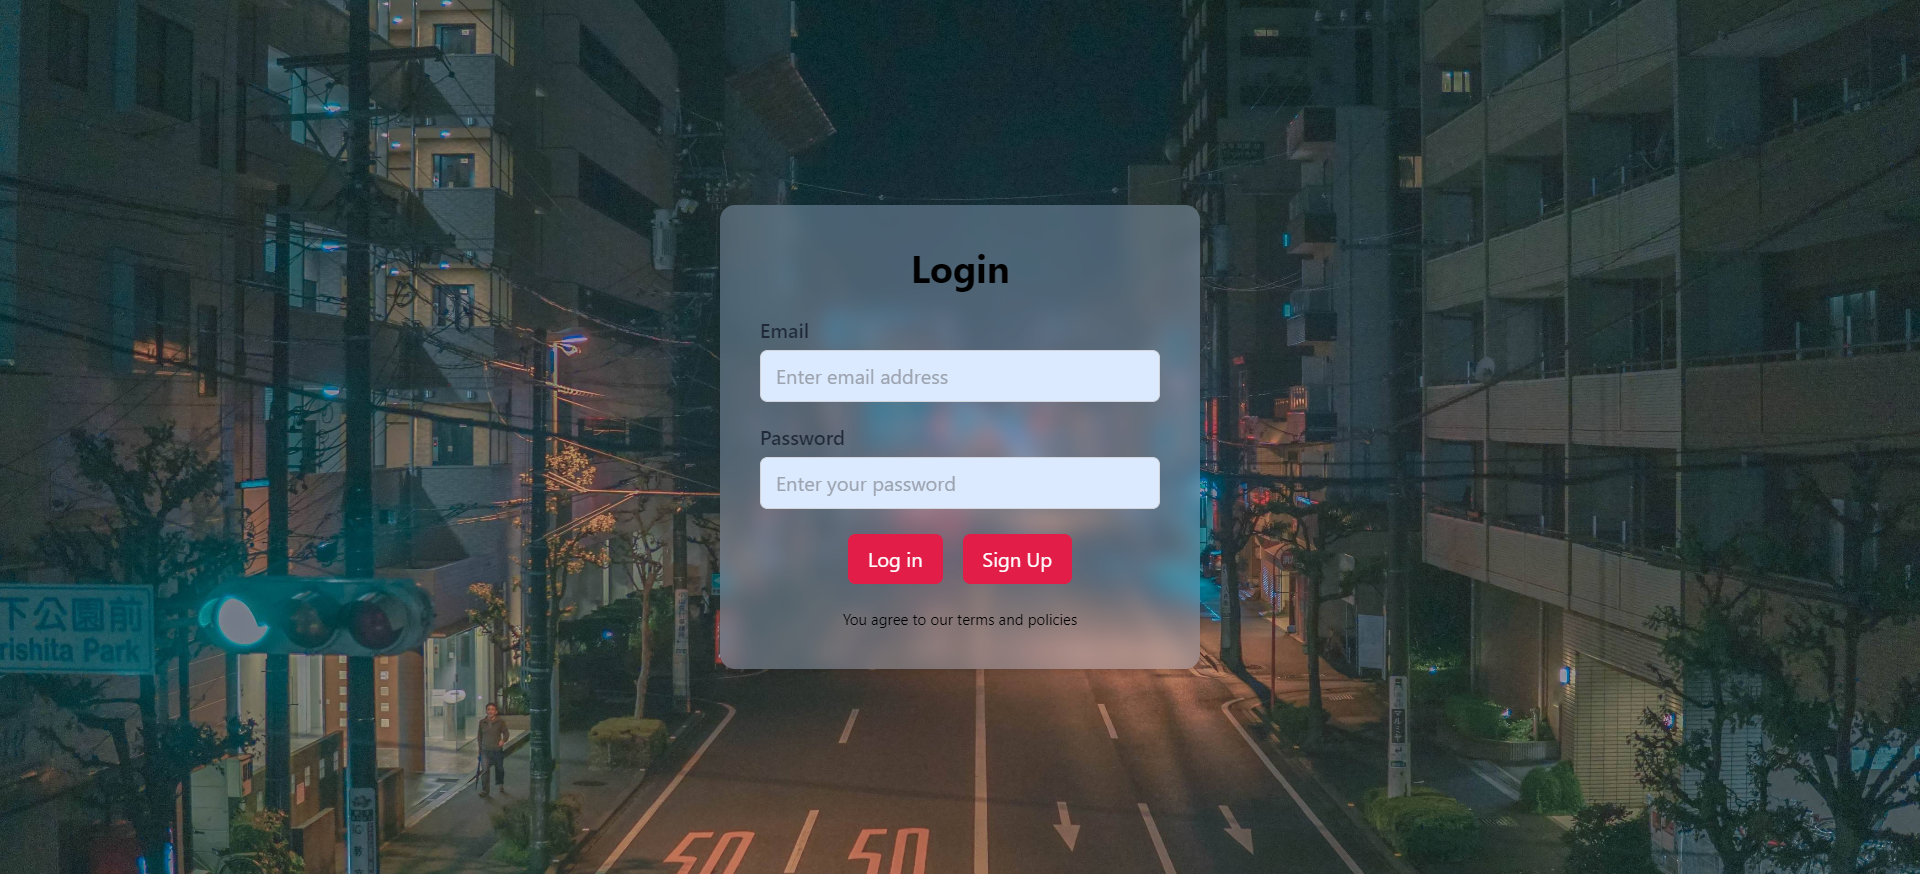 Login
Email
Enter email address
Password
Enter your password
Log in
Sign Up
You agree to our terms and policies
下公園前
rishita Park
50
50